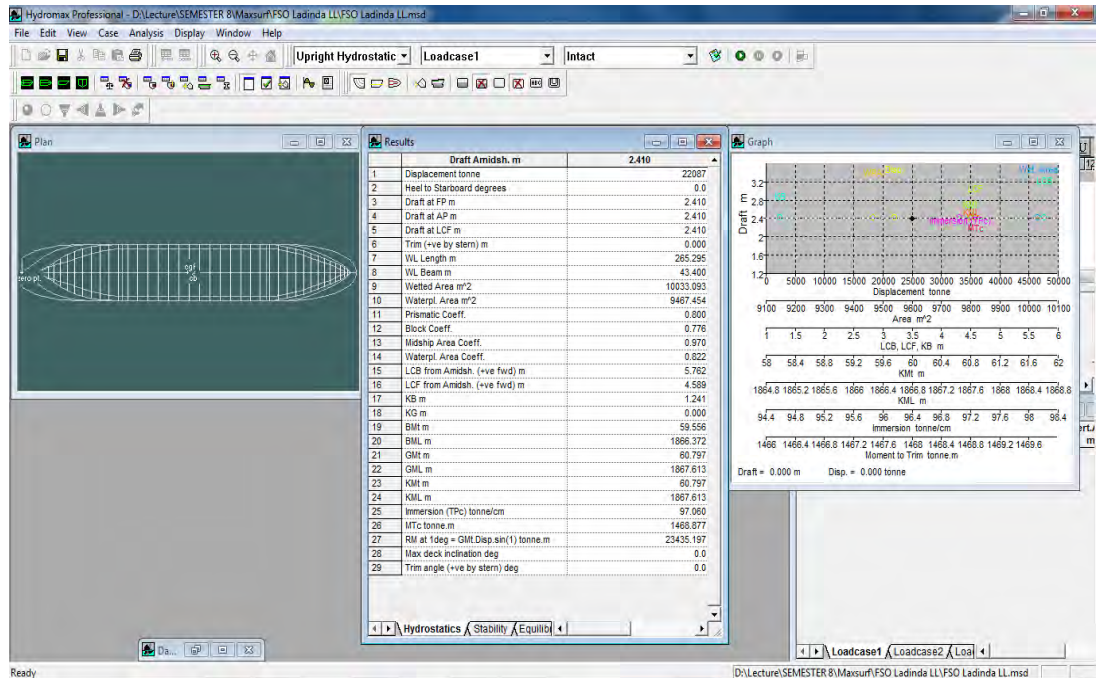 Hydromax Professional - D:\Lecture\SEMESTER 8\Maxsurf\FSO Ladinda LL\FSO Ladinda LL.msd
File Edit View Case Analysis Display Window Help
Upright Hydrostatic Loadcase1 Intact
Plan
zero pt.
cb
Results
Draft Amidsh. m 2.410
1 Displacement tonne 22087
2 Heel to Starboard degrees 0.0
3 Draft at FP m 2.410
4 Draft at AP m 2.410
5 Draft at LCF m 2.410
6 Trim (+ve by stern) m 0.000
7 WL Length m 265.295
8 WL Beam m 43.400
9 Wetted Area m^2 10033.093
10 Waterpl. Area m^2 9467.454
11 Prismatic Coeff. 0.800
12 Block Coeff. 0.776
13 Midship Area Coeff. 0.970
14 Waterpl. Area Coeff. 0.822
15 LCB from Amidsh. (+ve fwd) m 5.762
16 LCF from Amidsh. (+ve fwd) m 4.589
17 KB m 1.241
18 KG m 0.000
19 BMt m 59.556
20 BML m 1866.372
21 GMt m 60.797
22 GML m 1867.613
23 KMt m 60.797
24 KML m 1867.613
25 Immersion (TPc) tonne/cm 97.060
26 MTc tonne.m 1468.877
27 RM at 1deg = GMt.Disp.sin(1) tonne.m 23435.197
28 Max deck inclination deg 0.0
29 Trim angle (+ve by stern) deg 0.0
Hydrostatics Stability Equilib
Graph
Draft m
3.2
2.8
2.4
2
1.6
1.2
Immersion (TPc)
MTc
0 5000 10000 15000 20000 25000 30000 35000 40000 45000 50000
Displacement tonne
9100 9200 9300 9400 9500 9600 9700 9800 9900 10000 10100
Area m^2
1 1.5 2 2.5 3 3.5 4 4.5 5 5.5 6
LCB, LCF, KB m
58 58.4 58.8 59.2 59.6 60 60.4 60.8 61.2 61.6 62
KMt m
1864.8 1865.2 1865.6 1866 1866.4 1866.8 1867.2 1867.6 1868 1868.4 1868.8
KML m
94.4 94.8 95.2 95.6 96 96.4 96.8 97.2 97.6 98 98.4
Immersion tonne/cm
1466 1466.4 1466.8 1467.2 1467.6 1468 1468.4 1468.8 1469.2 1469.6
Moment to Trim tonne.m
Draft = 0.000 m Disp. = 0.000 tonne
Da...
Loadcase1 Loadcase2 Loa
Ready
D:\Lecture\SEMESTER 8\Maxsurf\FSO Ladinda LL\FSO Ladinda LL.msd